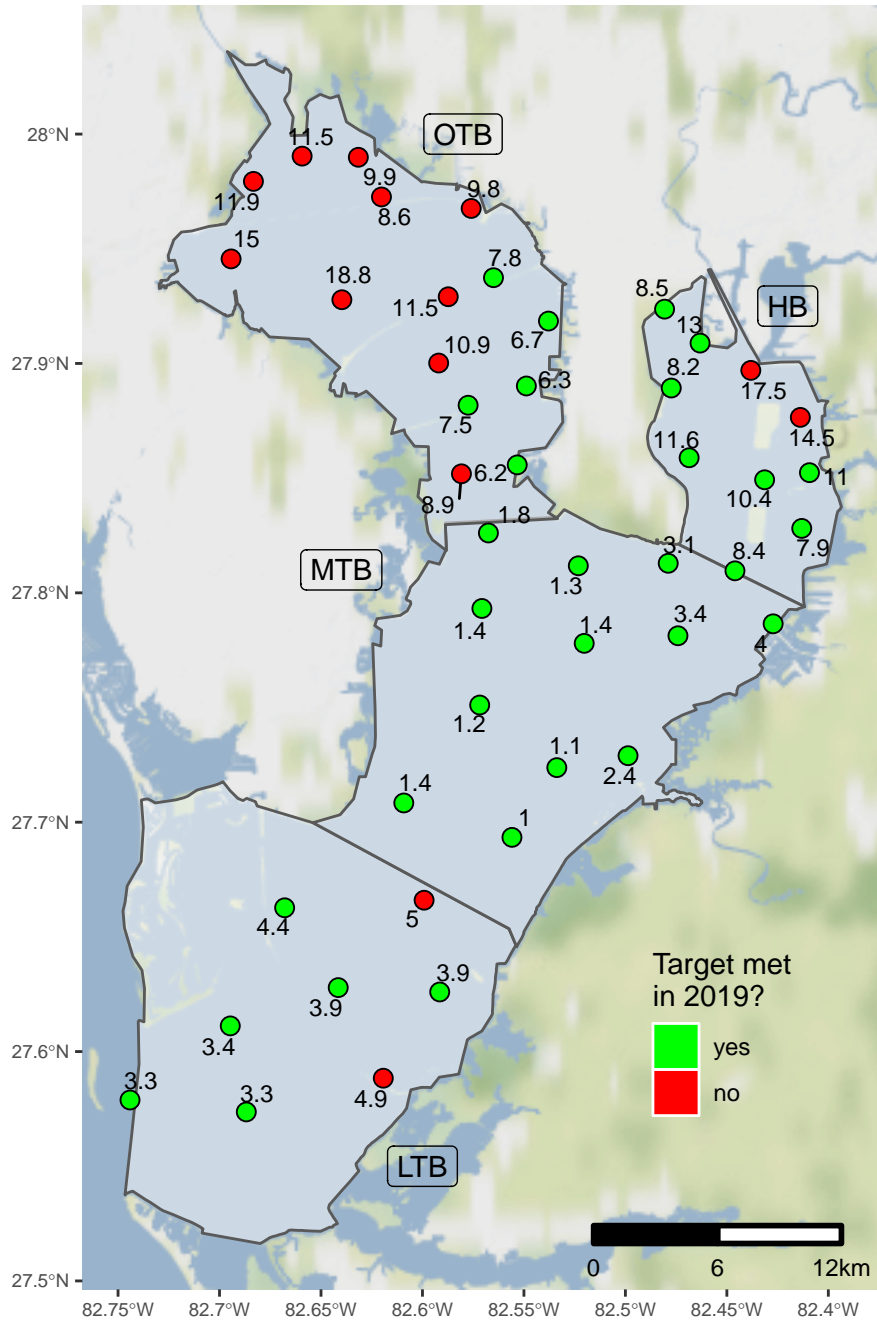 OTB
28°N
11.5
9.9
11.9
8.6
9.8
15
7.8
18.8
11.5
6.7
8.5
HB
13
27.9°N
10.9
6.3
8.2
17.5
7.5
11.6
14.5
6.2
11
8.9
10.4
1.8
7.9
3.1
8.4
MTB
1.3
27.8°N
1.4
1.4
3.4
4
1.2
1.1
2.4
1.4
1
27.7°N
5
4.4
3.9
3.9
Target met
in 2019?
yes
no
3.4
27.6°N
3.3
3.3
4.9
LTB
0
6
12km
27.5°N
82.75°W
82.7°W
82.65°W
82.6°W
82.55°W
82.5°W
82.45°W
82.4°W